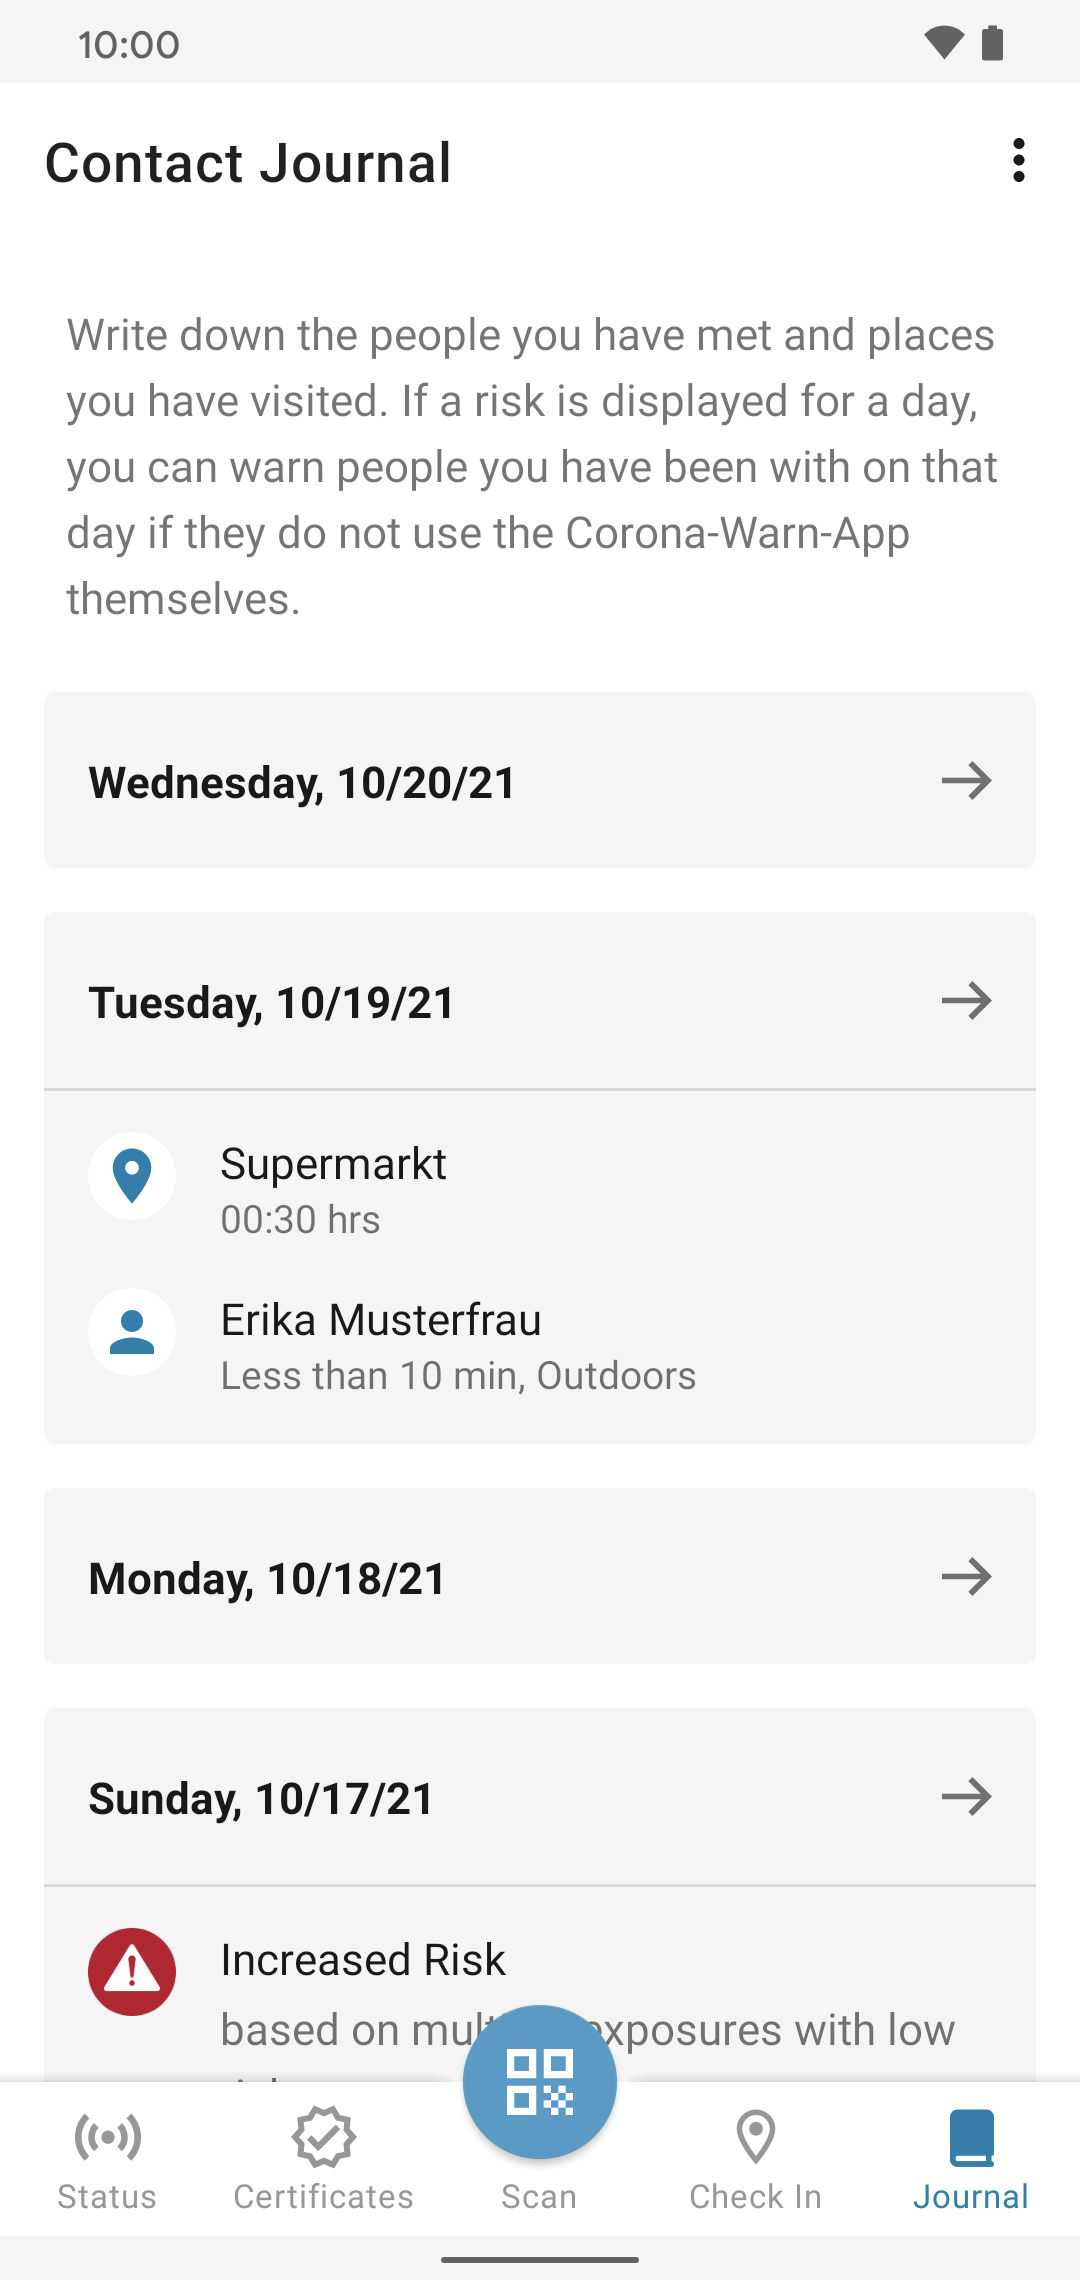 10:00
Contact Journal
Write down the people you have met and places
you have visited. If a risk is displayed for a day,
you can warn people you have been with on that
day if they do not use the Corona-Warn-App
themselves.
Wednesday, 10/20/21
Tuesday, 10/19/21
Supermarkt
00:30 hrs
Erika Musterfrau
Less than 10 min, Outdoors
Monday, 10/18/21
Sunday, 10/17/21
Increased Risk
based on exposures with low
Status
Certificates
Scan
Check In
Journal